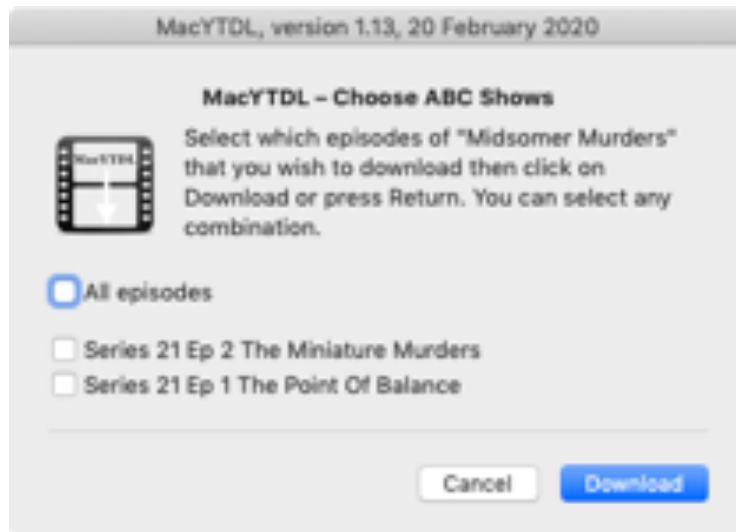 MacYTDL, version 1.13, 20 February 2020
MacYTDL – Choose ABC Shows
MacYTDL
Select which episodes of "Midsomer Murders"
that you wish to download then click on
Download or press Return. You can select any
combination.
All episodes
Series 21 Ep 2 The Miniature Murders
Series 21 Ep 1 The Point Of Balance
Cancel
Download